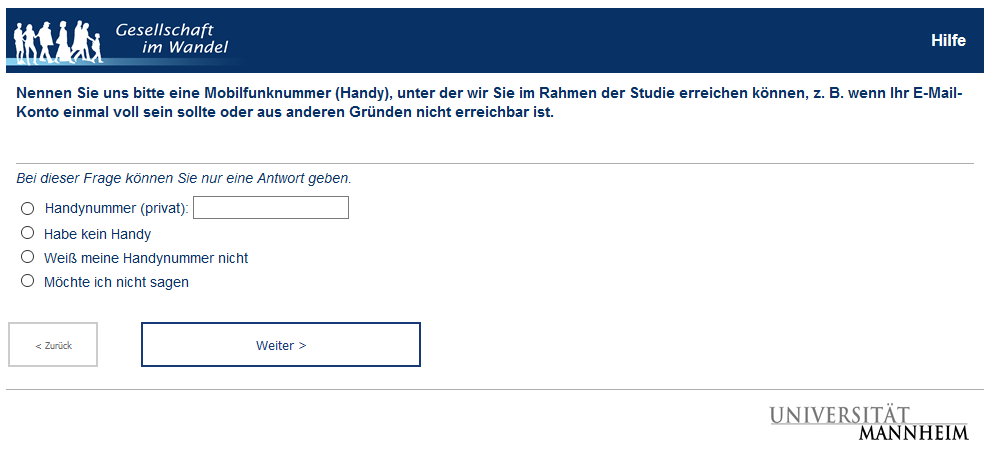 Gesellschaft
im Wandel
Hilfe
Nennen Sie uns bitte eine Mobilfunknummer (Handy), unter der wir Sie im Rahmen der Studie erreichen können, z. B. wenn Ihr E-Mail-
Konto einmal voll sein sollte oder aus anderen Gründen nicht erreichbar ist.
Bei dieser Frage können Sie nur eine Antwort geben.
Handynummer (privat):
Habe kein Handy
Weiß meine Handynummer nicht
Möchte ich nicht sagen
< Zurück
Weiter >
UNIVERSITÄT
MANNHEIM